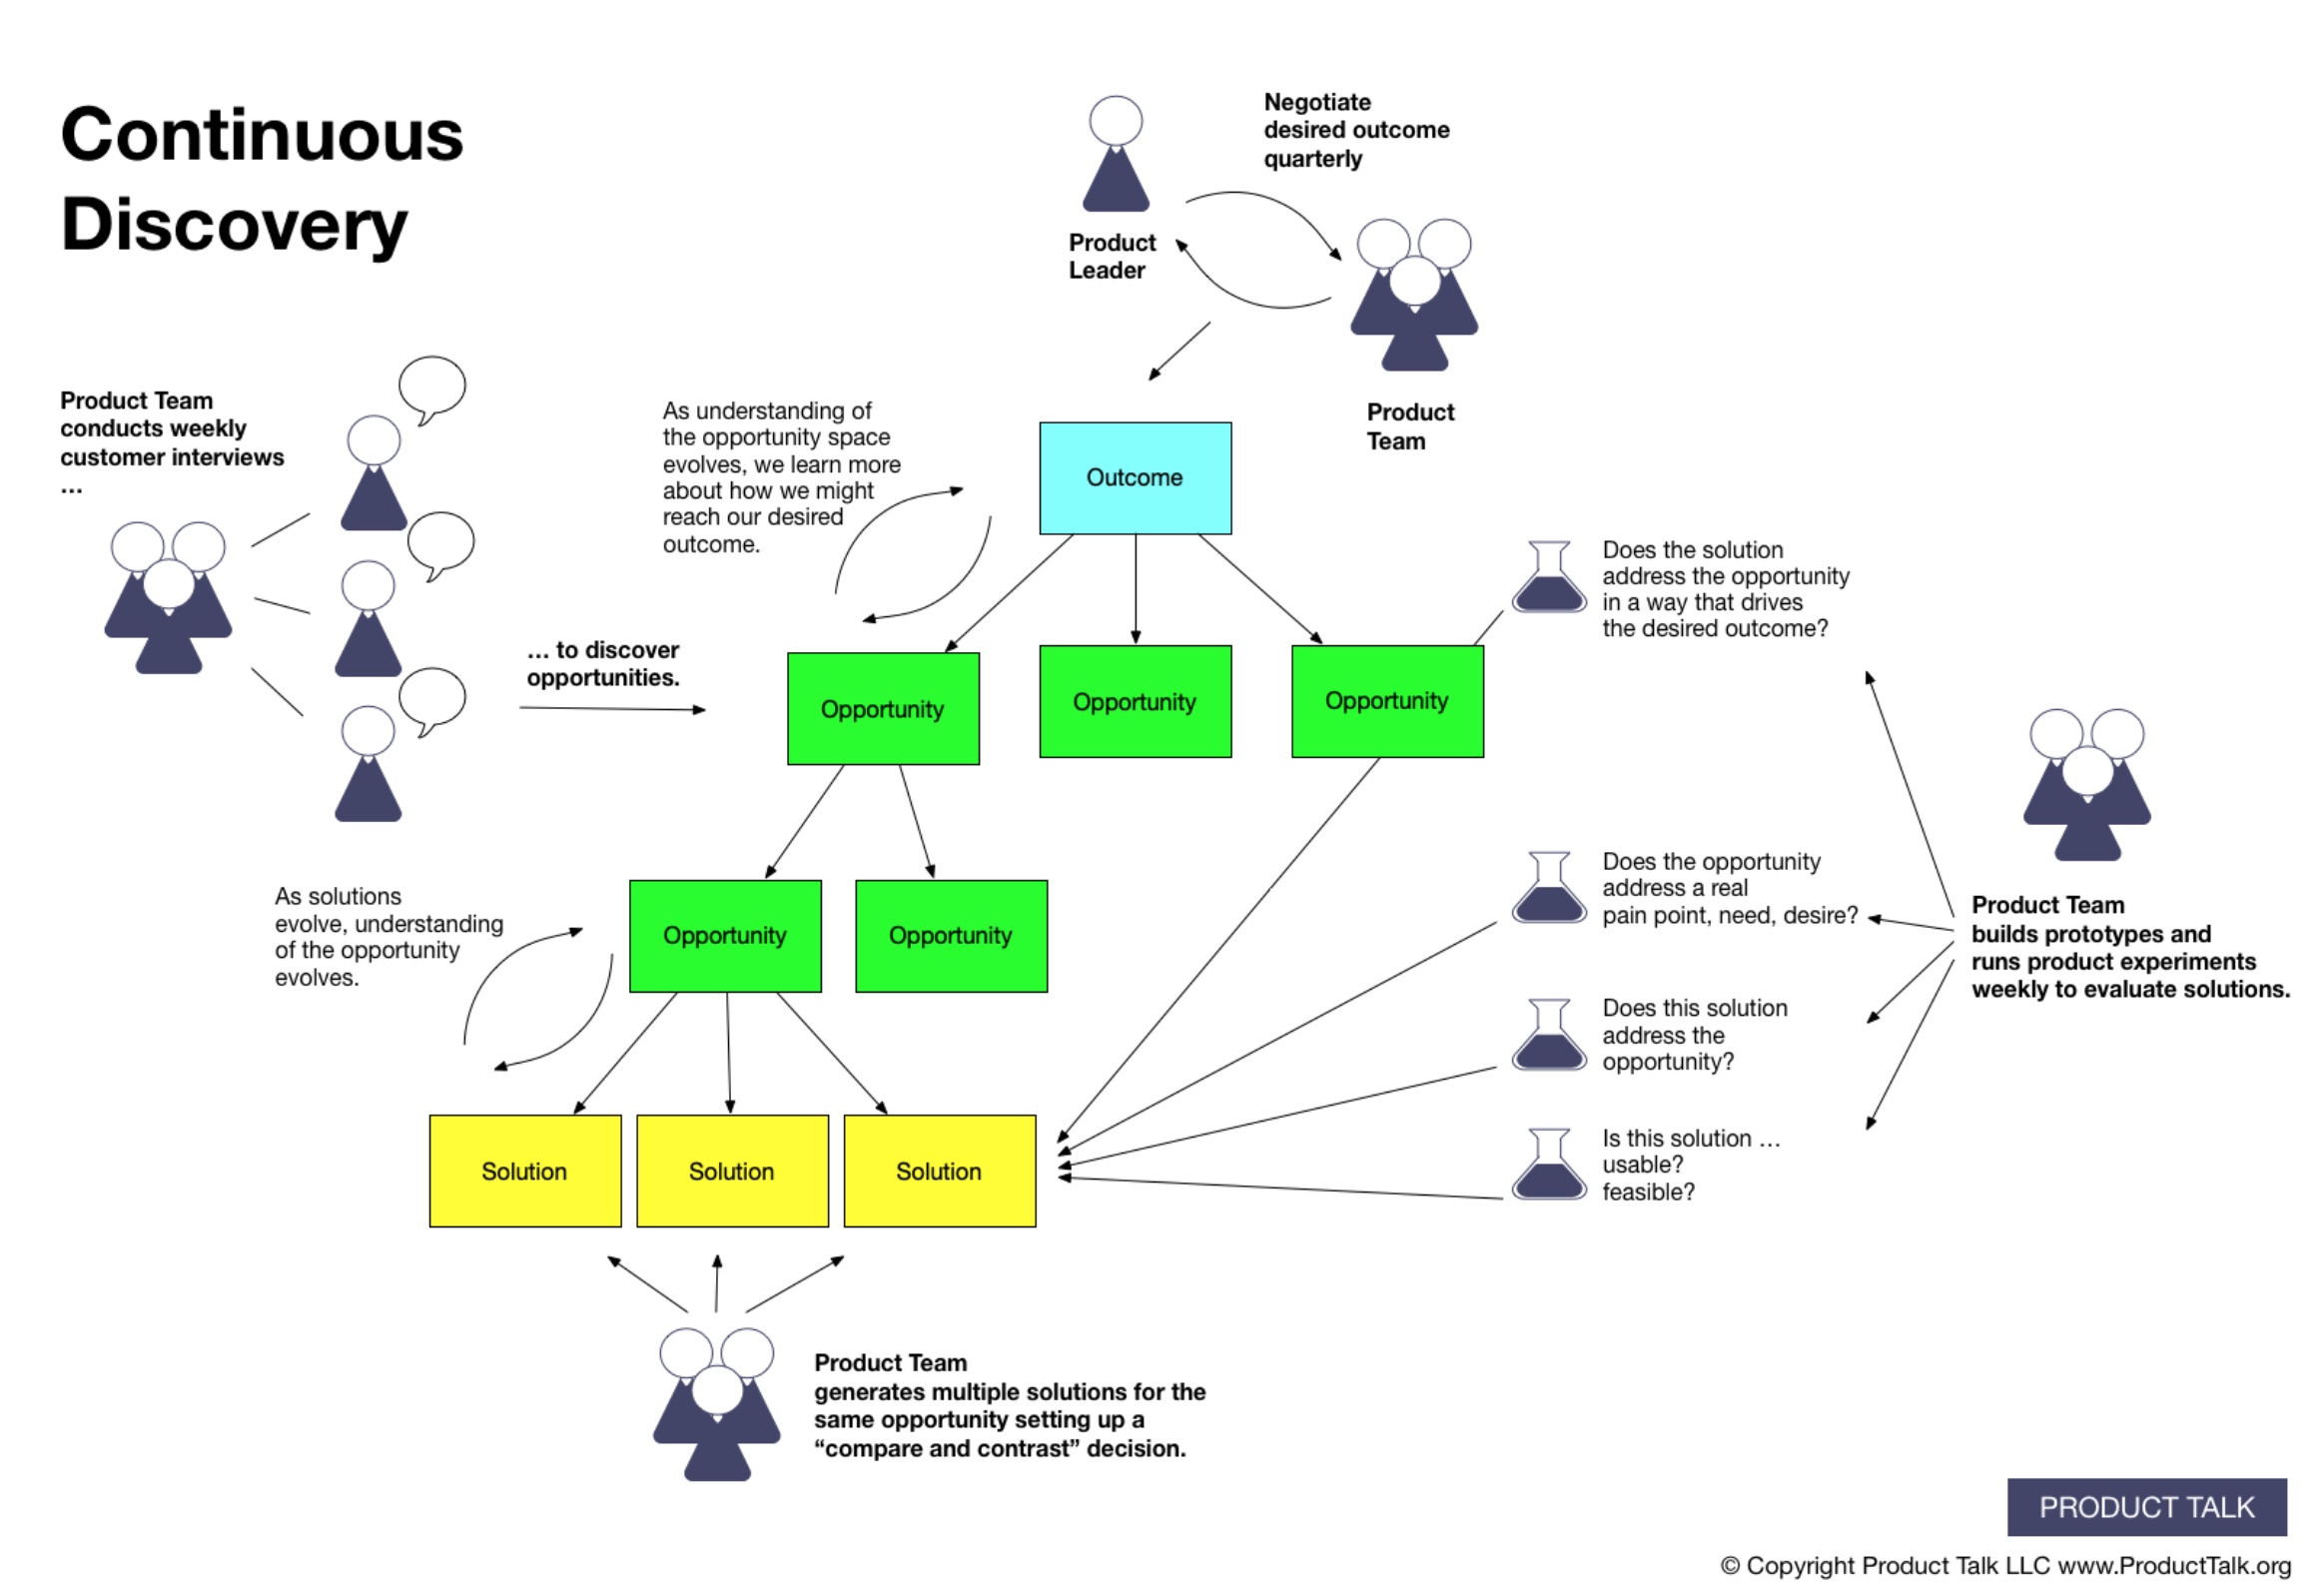 Continuous
Discovery
Negotiate
desired outcome
quarterly
Product
Leader
Product
Team
Product Team
conducts weekly
customer interviews
...
... to discover
opportunities.
As understanding of
the opportunity space
evolves, we learn more
about how we might
reach our desired
outcome.
Outcome
Opportunity
Opportunity
Opportunity
Does the solution
address the opportunity
in a way that drives
the desired outcome?
As solutions
evolve, understanding
of the opportunity
evolves.
Opportunity
Opportunity
Does the opportunity
address a real
pain point, need, desire?
Product Team
builds prototypes and
runs product experiments
weekly to evaluate solutions.
Does this solution
address the
opportunity?
Is this solution ...
usable?
feasible?
Solution
Solution
Solution
Product Team
generates multiple solutions for the
same opportunity setting up a
“compare and contrast” decision.
PRODUCT TALK
© Copyright Product Talk LLC www.ProductTalk.org